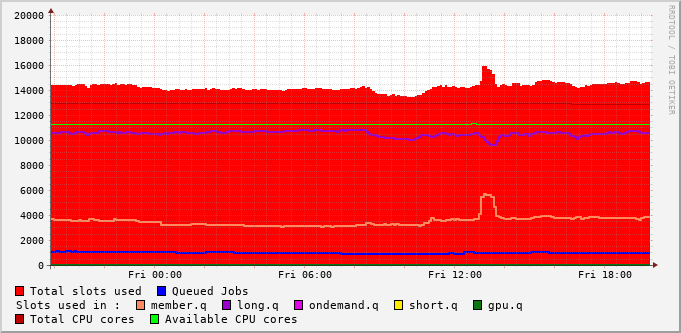 20000
18000
16000
14000
12000
10000
8000
6000
4000
2000
0
Fri 00:00 Fri 06:00 Fri 12:00 Fri 18:00
RRDTOOL / TOBI OETIKER
Total slots used Queued Jobs
Slots used in : member.q long.q ondemand.q short.q gpu.q
Total CPU cores Available CPU cores